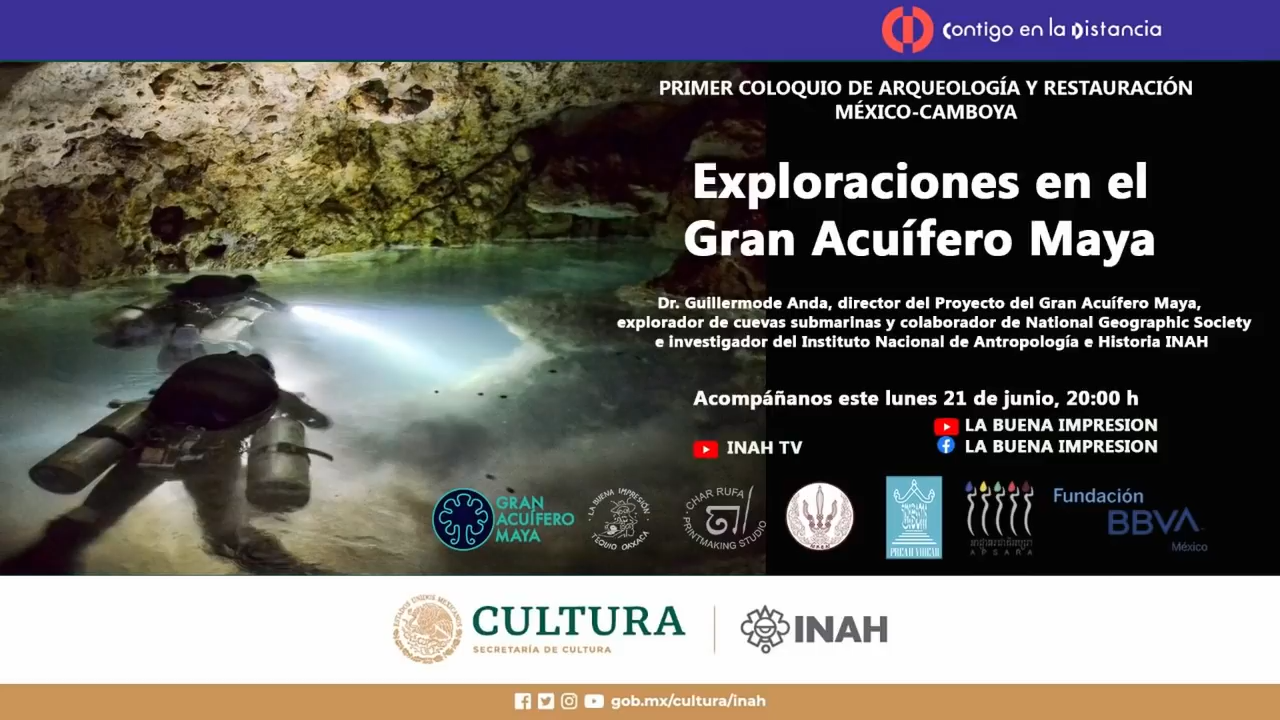 Contigo en la Distancia
PRIMER COLOQUIO DE ARQUEOLOGÍA Y RESTAURACIÓN
MÉXICO-CAMBOYA
Exploraciones en el
Gran Acuífero Maya
Dr. Guillermode Anda, director del Proyecto del Gran Acuífero Maya,
explorador de cuevas submarinas y colaborador de National Geographic Society
e investigador del Instituto Nacional de Antropología e Historia INAH
Acompáñanos este lunes 21 de junio, 20:00 h
INAH TV
LA BUENA IMPRESION
LA BUENA IMPRESION
GRAN
ACUÍFERO
MAYA
LA BUENA IMPRESIÓN
TEQUIO OAXACA
CHAR RUFA
PRINTMAKING STUDIO
APSARA
Fundación
BBVA
México
ESTADOS UNIDOS MEXICANOS
CULTURA
SECRETARÍA DE CULTURA
INAH
gob.mx/cultura/inah